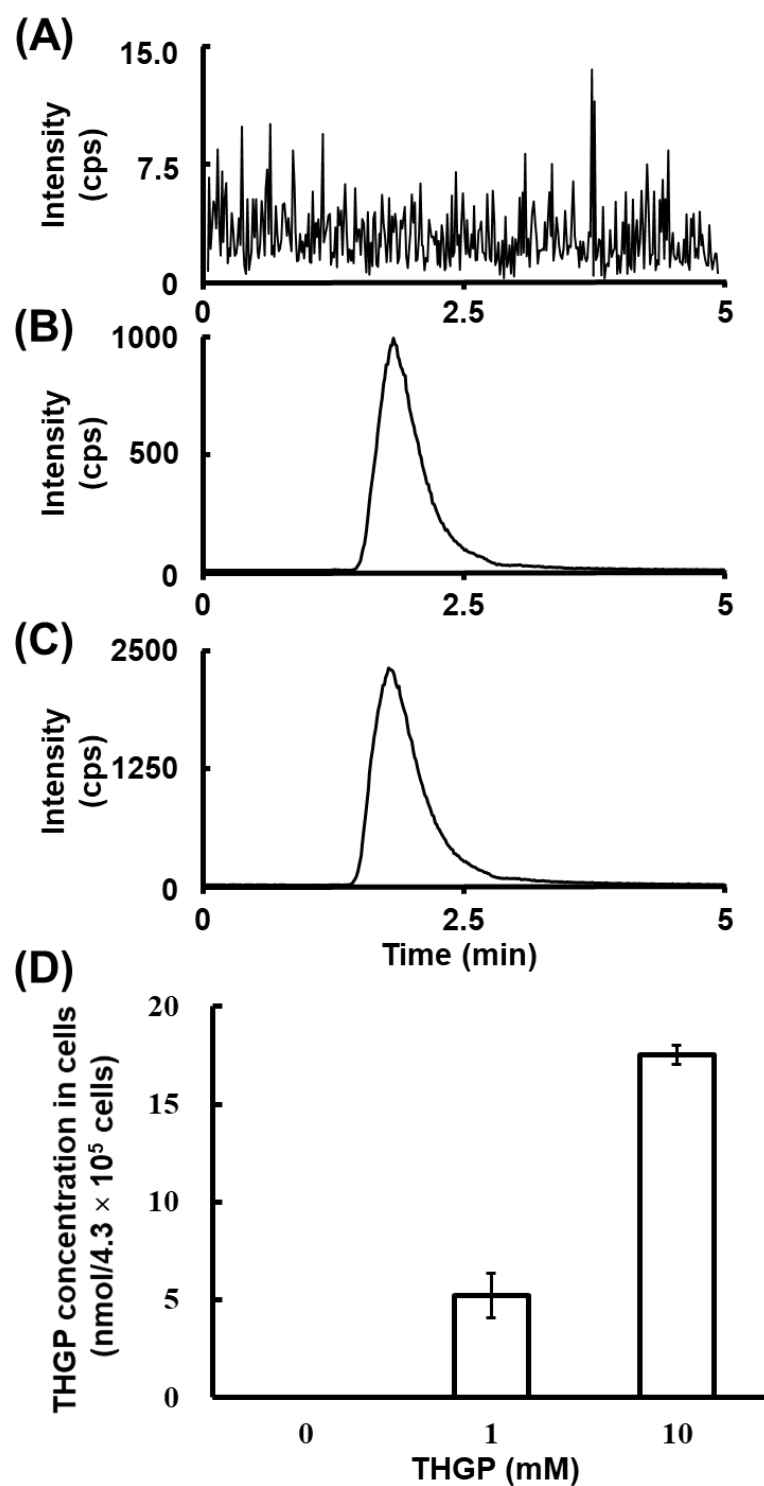 (A)
Intensity
(cps)
15.0
7.5
0
0 2.5 5
(B)
Intensity
(cps)
1000
500
0
0 2.5 5
(C)
Intensity
(cps)
2500
1250
0
0 2.5 5
Time (min)
(D)
THGP concentration in cells
(nmol/4.3 × 10⁵ cells)
20
15
10
5
0
0 1 10
THGP (mM)